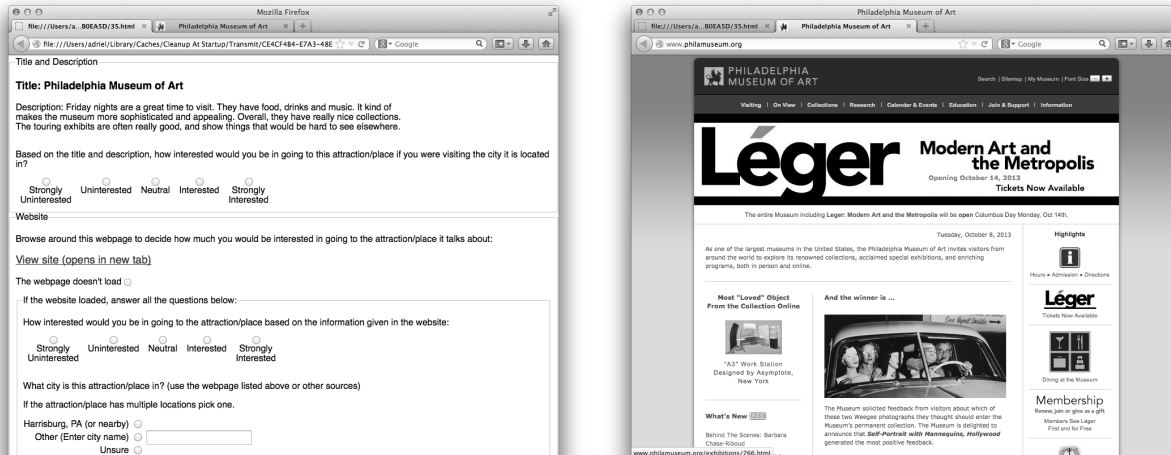 Mozilla Firefox
file:///Users/a...80EA5D/35.html
Philadelphia Museum of Art
file:///Users/adriel/Library/Caches/Cleanup At Startup/Transmit/CE4CF4B4-E7A3-48E
Google
Title and Description
Title: Philadelphia Museum of Art
Description: Friday nights are a great time to visit. They have food, drinks and music. It kind of
makes the museum more sophisticated and appealing. Overall, they have really nice collections.
The touring exhibits are often really good, and show things that would be hard to see elsewhere.
Based on the title and description, how interested would you be in going to this attraction/place if you were visiting the city it is located
in?
Strongly Uninterested Uninterested Neutral Interested Strongly Interested
Website
Browse around this webpage to decide how much you would be interested in going to the attraction/place it talks about:
View site (opens in new tab)
The webpage doesn't load
If the website loaded, answer all the questions below:
How interested would you be in going to the attraction/place based on the information given in the website:
Strongly Uninterested Uninterested Neutral Interested Strongly Interested
What city is this attraction/place in? (use the webpage listed above or other sources)
If the attraction/place has multiple locations pick one.
Harrisburg, PA (or nearby)
Other (Enter city name)
Unsure
Philadelphia Museum of Art
file:///Users/a...80EA5D/35.html
Philadelphia Museum of Art
www.philamuseum.org
Google
PHILADELPHIA
MUSEUM OF ART
Search | Sitemap | My Museum | Font Size
Visiting | On View | Collections | Research | Calendar & Events | Education | Join & Support | Information
Léger
Modern Art and
the Metropolis
Opening October 14, 2013
Tickets Now Available
The entire Museum including Leger: Modern Art and the Metropolis will be open Columbus Day Monday, Oct 14th.
Tuesday, October 8, 2013
As one of the largest museums in the United States, the Philadelphia Museum of Art invites visitors from
around the world to explore its renowned collections, acclaimed special exhibitions, and enriching
programs, both in person and online.
Most "Loved" Object
From the Collection Online
"A3" Work Station
Designed by Asymptote,
New York
What's New
Behind The Scenes: Barbara
Chase-Riboud
And the winner is ...
The Museum solicited feedback from visitors about which of
these two Weegee photographs they thought should enter the
Museum's permanent collection. The Museum is delighted to
announce that Self-Portrait with Mannequins, Hollywood
generated the most positive feedback.
Highlights
Hours • Admission • Directions
Léger
Tickets Now Available
Dining at the Museum
Membership
Renew, join or give as a gift
Members See Léger
First and for Free
www.philamuseum.org/exhibitions/766.html